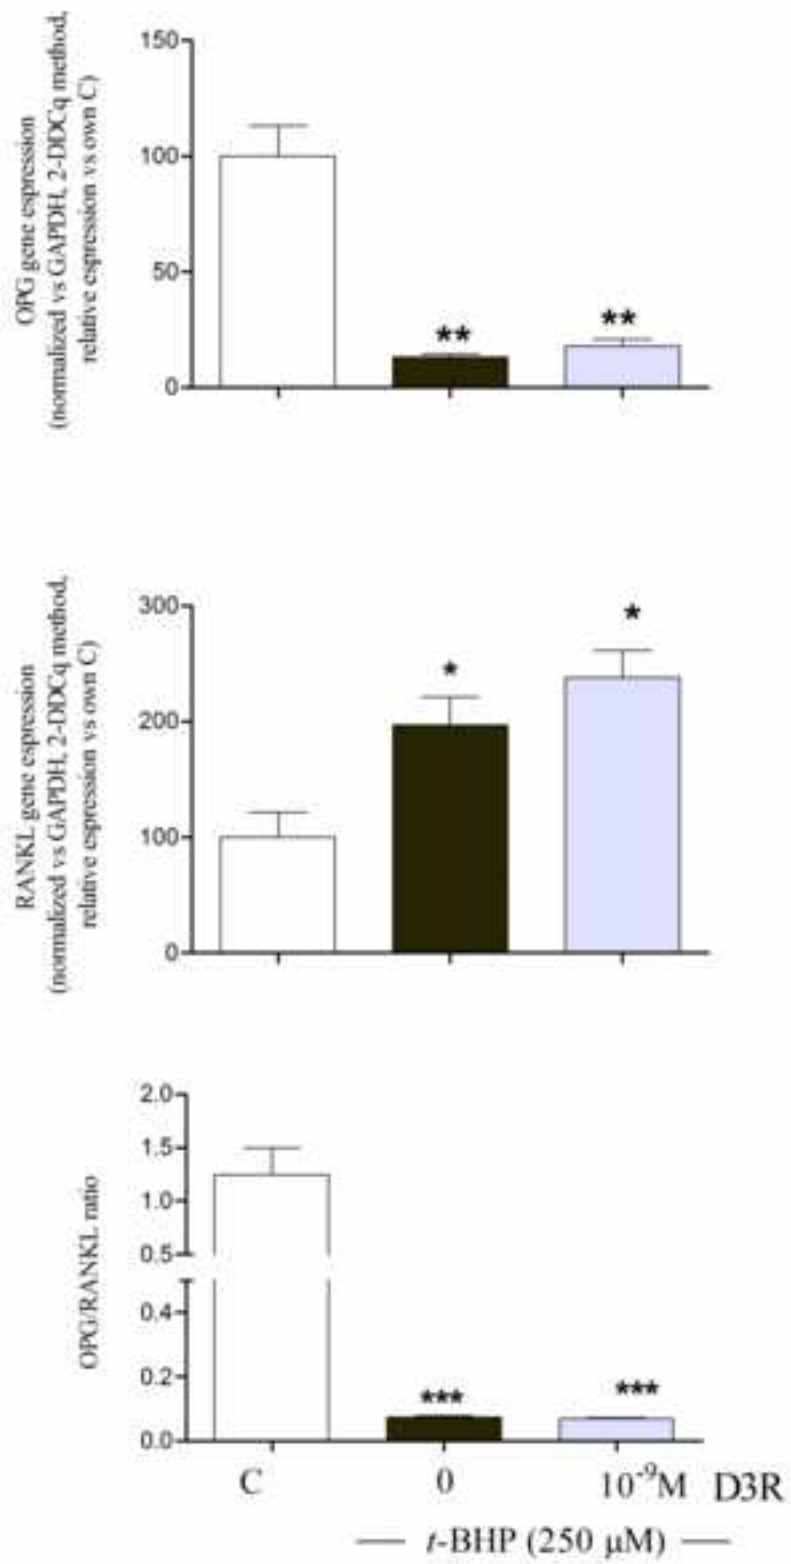 OPG gene espression
(normalized vs GAPDH, 2-DDCq method,
relative espression vs own C)
150
100
50
0
**
**
RANKL gene espression
(normalized vs GAPDH, 2-DDCq method,
relative espression vs own C)
300
200
100
0
*
*
OPG/RANKL ratio
2.0
1.5
1.0
0.5
0.4
0.2
0.0
***
***
C 0 10⁻⁹M D3R
t-BHP (250 µM)